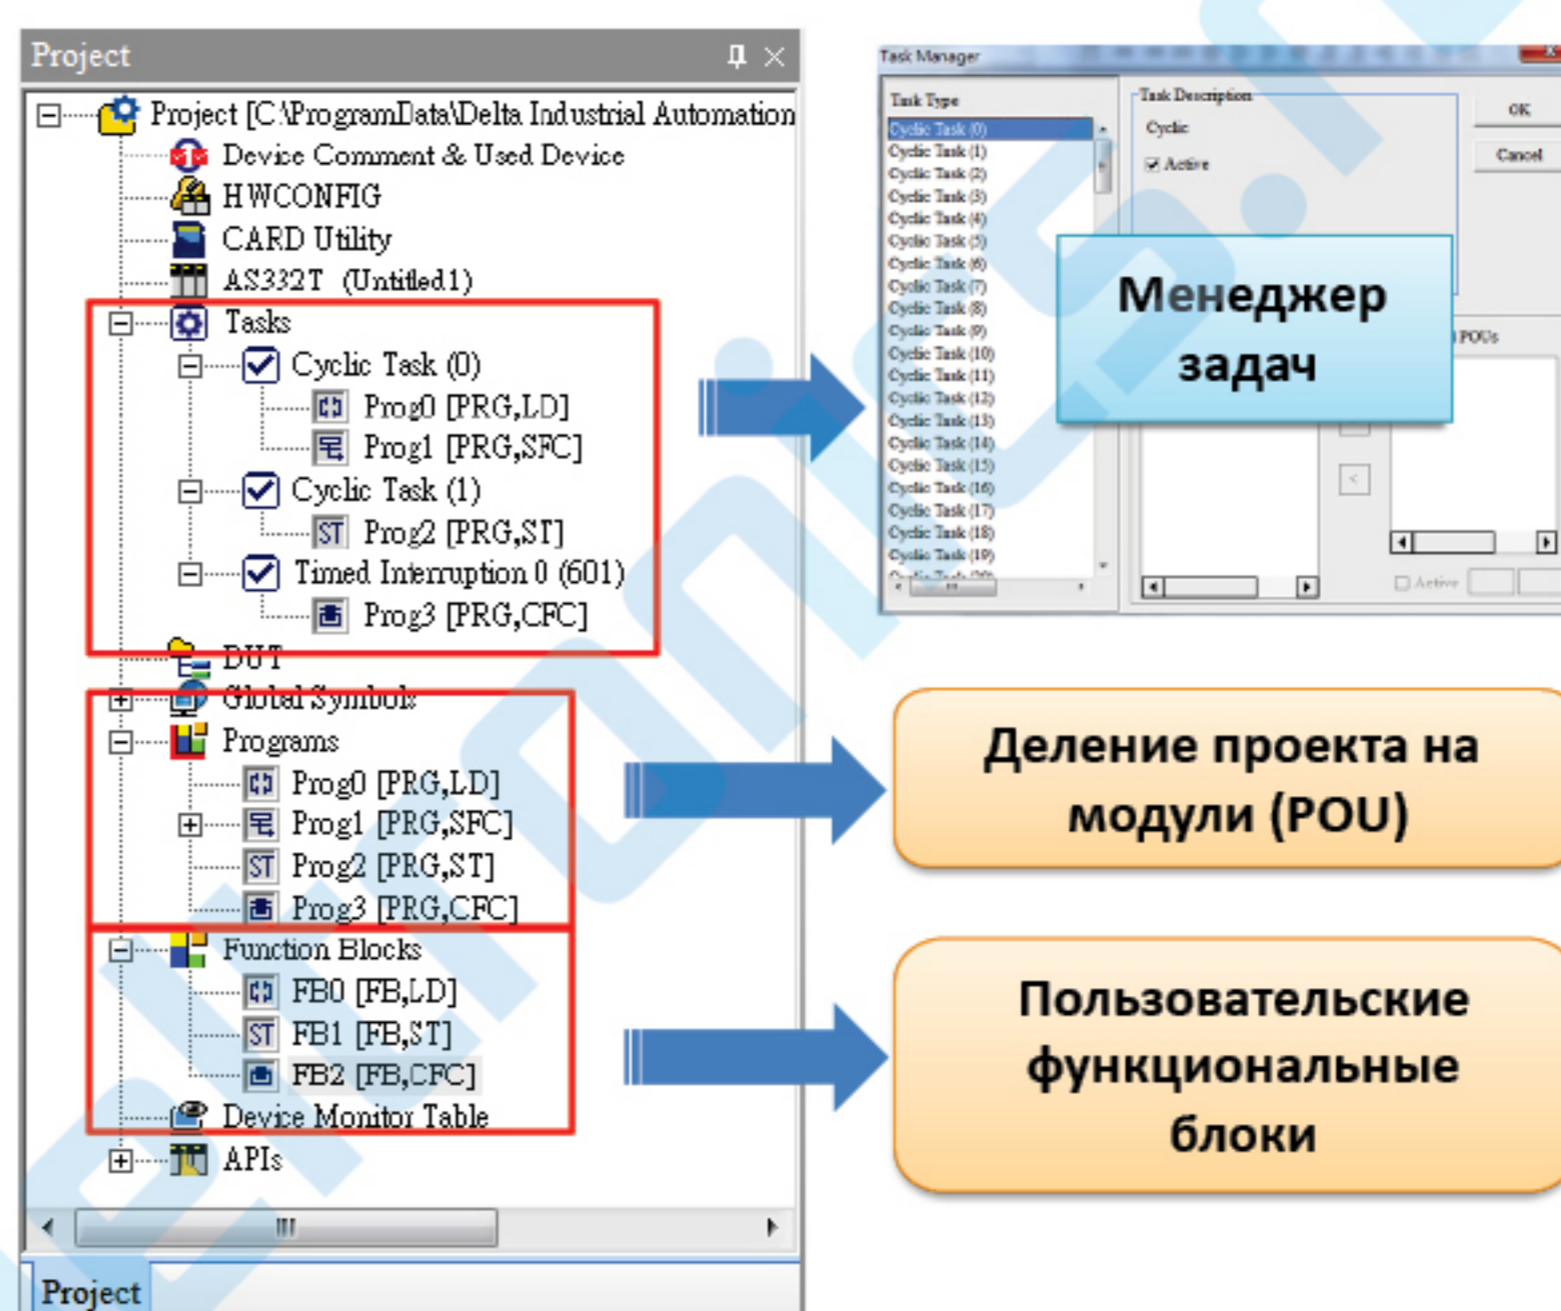 Project
Project [C:\ProgramData\Delta Industrial Automation
Device Comment & Used Device
HWCONFIG
CARD Utility
AS332T (Untitled1)
Tasks
Cyclic Task (0)
Prog0 [PRG,LD]
Prog1 [PRG,SFC]
Cyclic Task (1)
Prog2 [PRG,ST]
Timed Interruption 0 (601)
Prog3 [PRG,CFC]
DUT
Global Symbols
Programs
Prog0 [PRG,LD]
Prog1 [PRG,SFC]
Prog2 [PRG,ST]
Prog3 [PRG,CFC]
Function Blocks
FB0 [FB,LD]
FB1 [FB,ST]
FB2 [FB,CFC]
Device Monitor Table
APIs
Project
Task Manager
Task Type
Cyclic Task (0)
Cyclic Task (1)
Cyclic Task (2)
Cyclic Task (3)
Cyclic Task (4)
Cyclic Task (5)
Cyclic Task (6)
Cyclic Task (7)
Cyclic Task (8)
Cyclic Task (9)
Cyclic Task (10)
Cyclic Task (11)
Cyclic Task (12)
Cyclic Task (13)
Cyclic Task (14)
Cyclic Task (15)
Cyclic Task (16)
Cyclic Task (17)
Cyclic Task (18)
Cyclic Task (19)
Cyclic Task (20)
Task Description
Cyclic
Active
OK
Cancel
POUs
Active
Менеджер
задач
Деление проекта на
модули (POU)
Пользовательские
функциональные
блоки